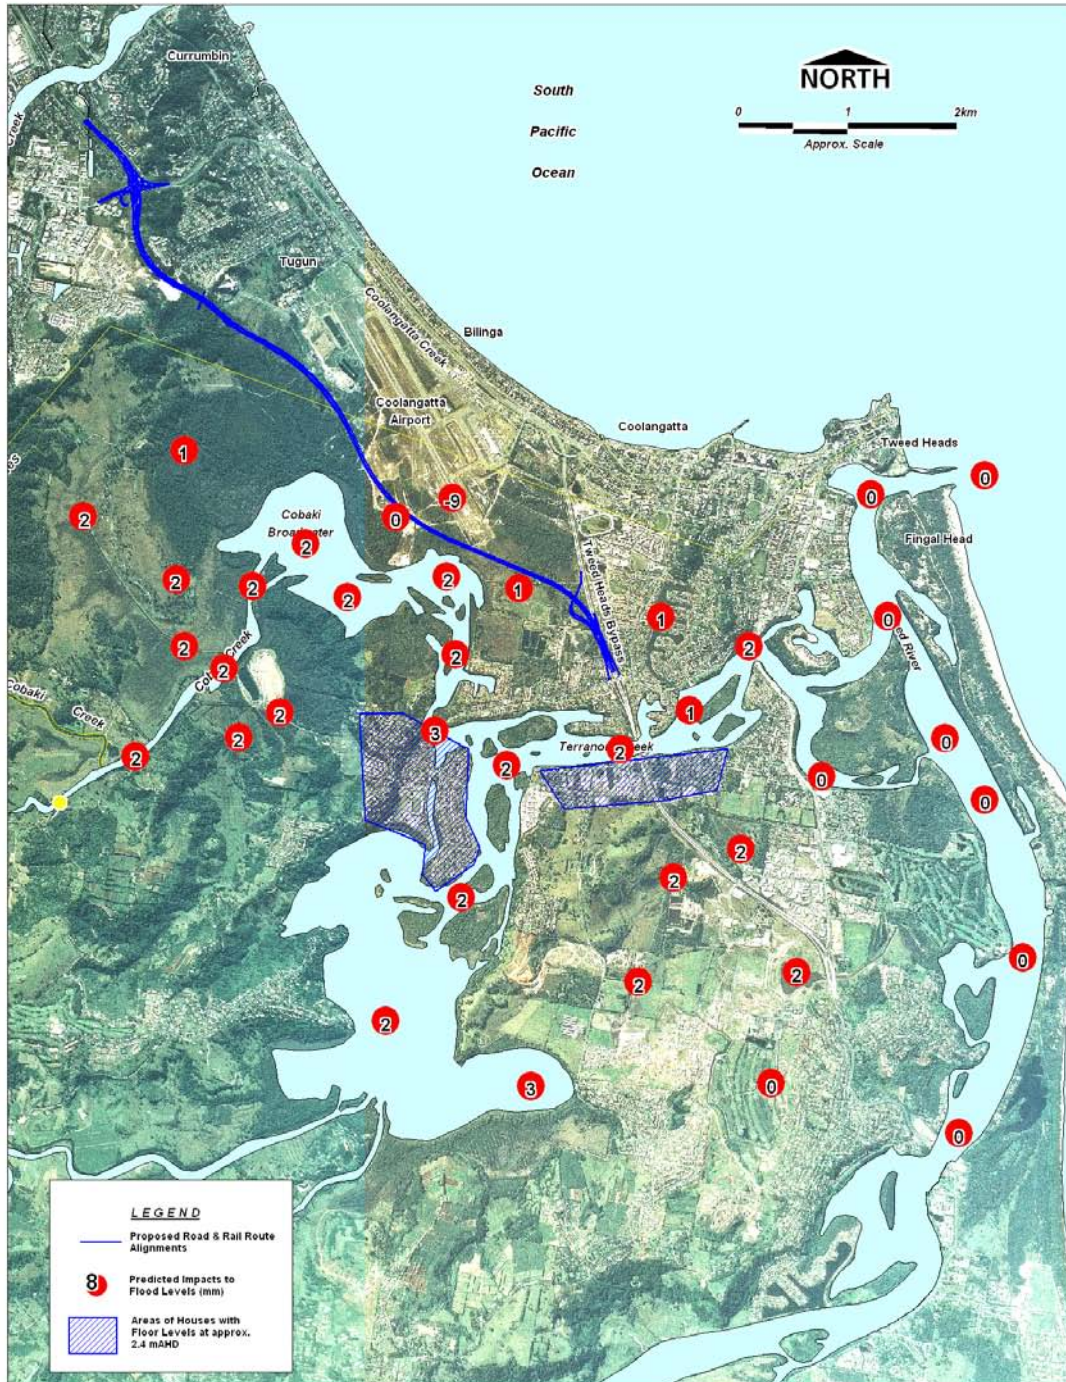 Currumbin
South
Pacific
Ocean
NORTH
0 1 2km
Approx. Scale
Creek
Tugun
Coolangatta Creek
Bilinga
Coolangatta
Airport
Coolangatta
Tweed Heads
0
0
1
-9
2
0
Cobaki
Broadwater
Fingal Head
2
Tweed Heads Bypass
2
2
2
2
1
1
0
2
2
2
2
Cobaki
Creek
Creek
2
2
3
1
2
2
Terranora Creek
2
2
0
0
0
2
2
2
2
2
0
2
3
0
0
LEGEND
Proposed Road & Rail Route
Alignments
8
Predicted Impacts to
Flood Levels (mm)
Areas of Houses with
Floor Levels at approx.
2.4 mAHD